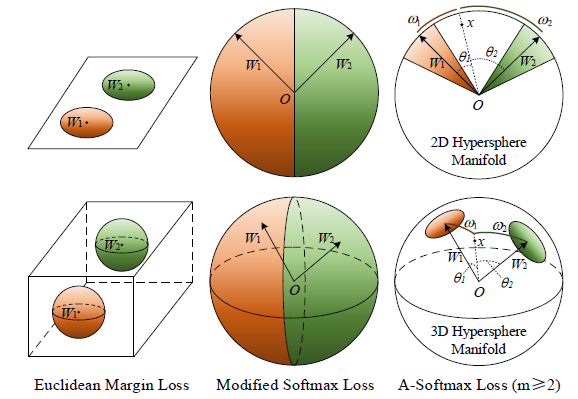 ω₁ ω₂
x
W₁ W₂ W₁ θ₁ θ₂ W₂
W₂
O O
W₁
2D Hypersphere
Manifold
ω₁ ω₂
W₁ W₂ x
W₂ W₁ W₂
θ₁ θ₂
O O
W₁
3D Hypersphere
Manifold
Euclidean Margin Loss Modified Softmax Loss A-Softmax Loss (m≥2)